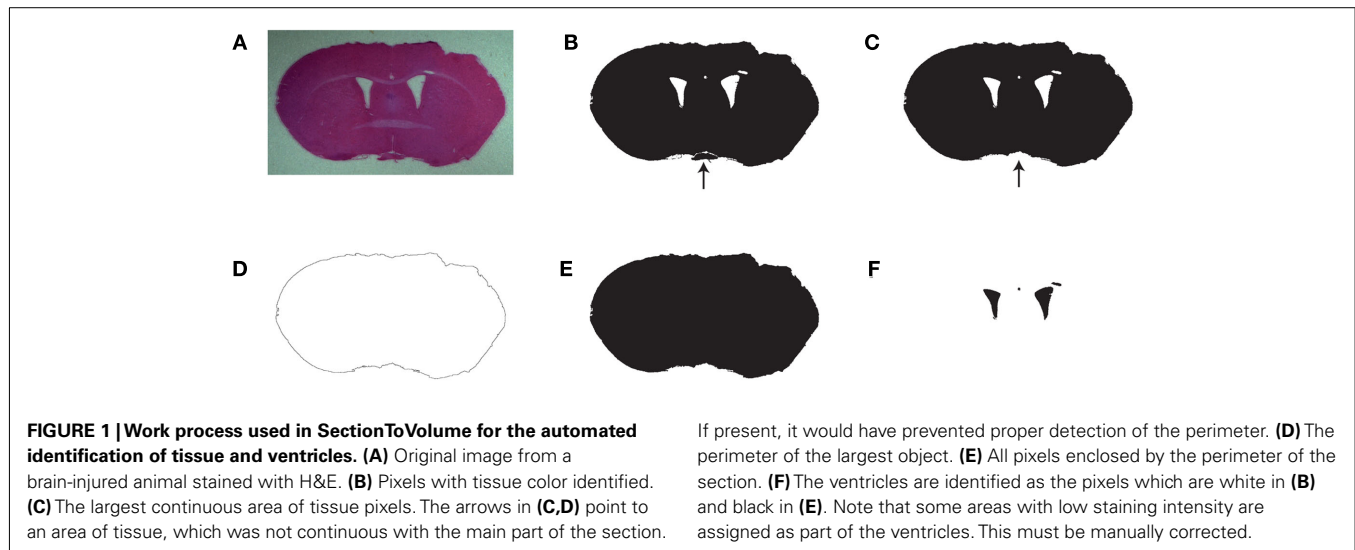 A
B
C
D
E
F
FIGURE 1 | Work process used in SectionToVolume for the automated
identification of tissue and ventricles. (A) Original image from a
brain-injured animal stained with H&E. (B) Pixels with tissue color identified.
(C) The largest continuous area of tissue pixels. The arrows in (C,D) point to
an area of tissue, which was not continuous with the main part of the section.
If present, it would have prevented proper detection of the perimeter. (D) The
perimeter of the largest object. (E) All pixels enclosed by the perimeter of the
section. (F) The ventricles are identified as the pixels which are white in (B)
and black in (E). Note that some areas with low staining intensity are
assigned as part of the ventricles. This must be manually corrected.